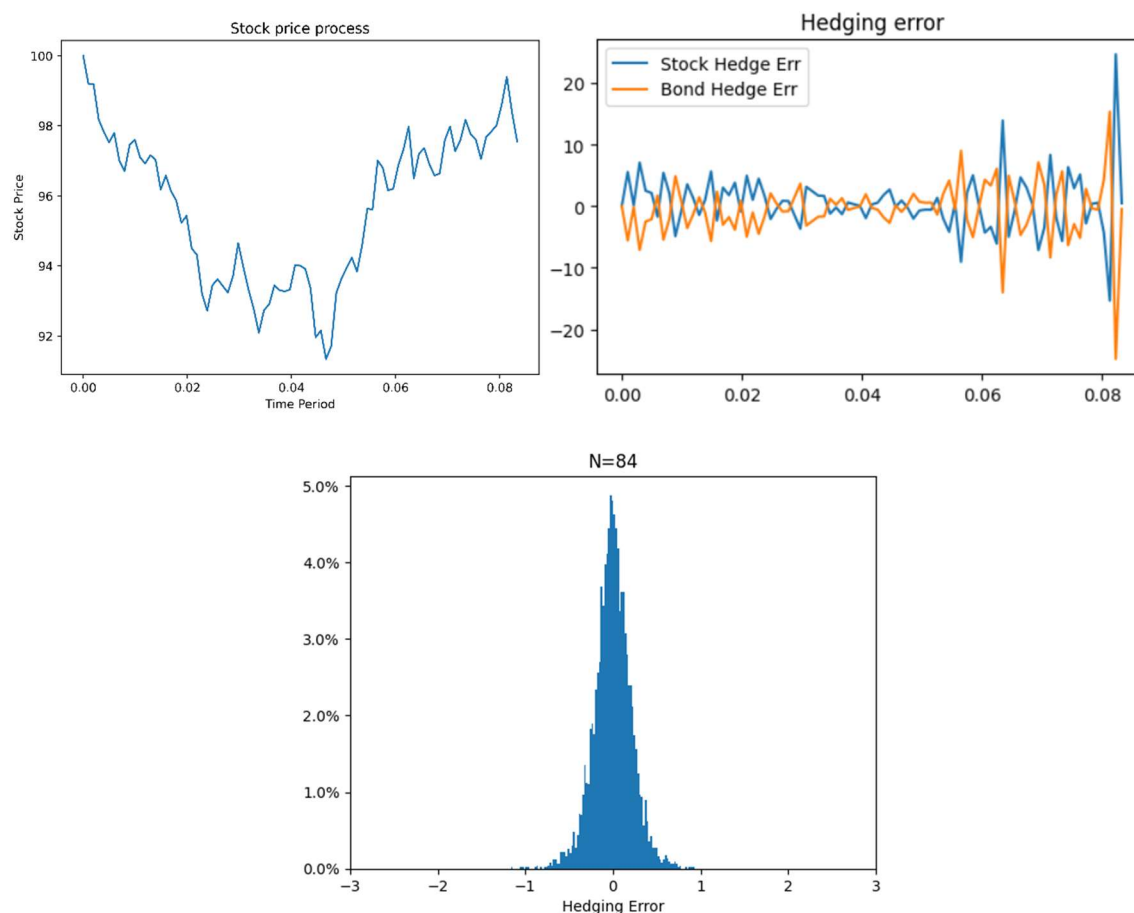 Stock price process
100
98
96
94
92
Stock Price
0.00 0.02 0.04 0.06 0.08
Time Period
Hedging error
Stock Hedge Err
Bond Hedge Err
20
10
0
−10
−20
0.00 0.02 0.04 0.06 0.08
N=84
5.0%
4.0%
3.0%
2.0%
1.0%
0.0%
−3 −2 −1 0 1 2 3
Hedging Error